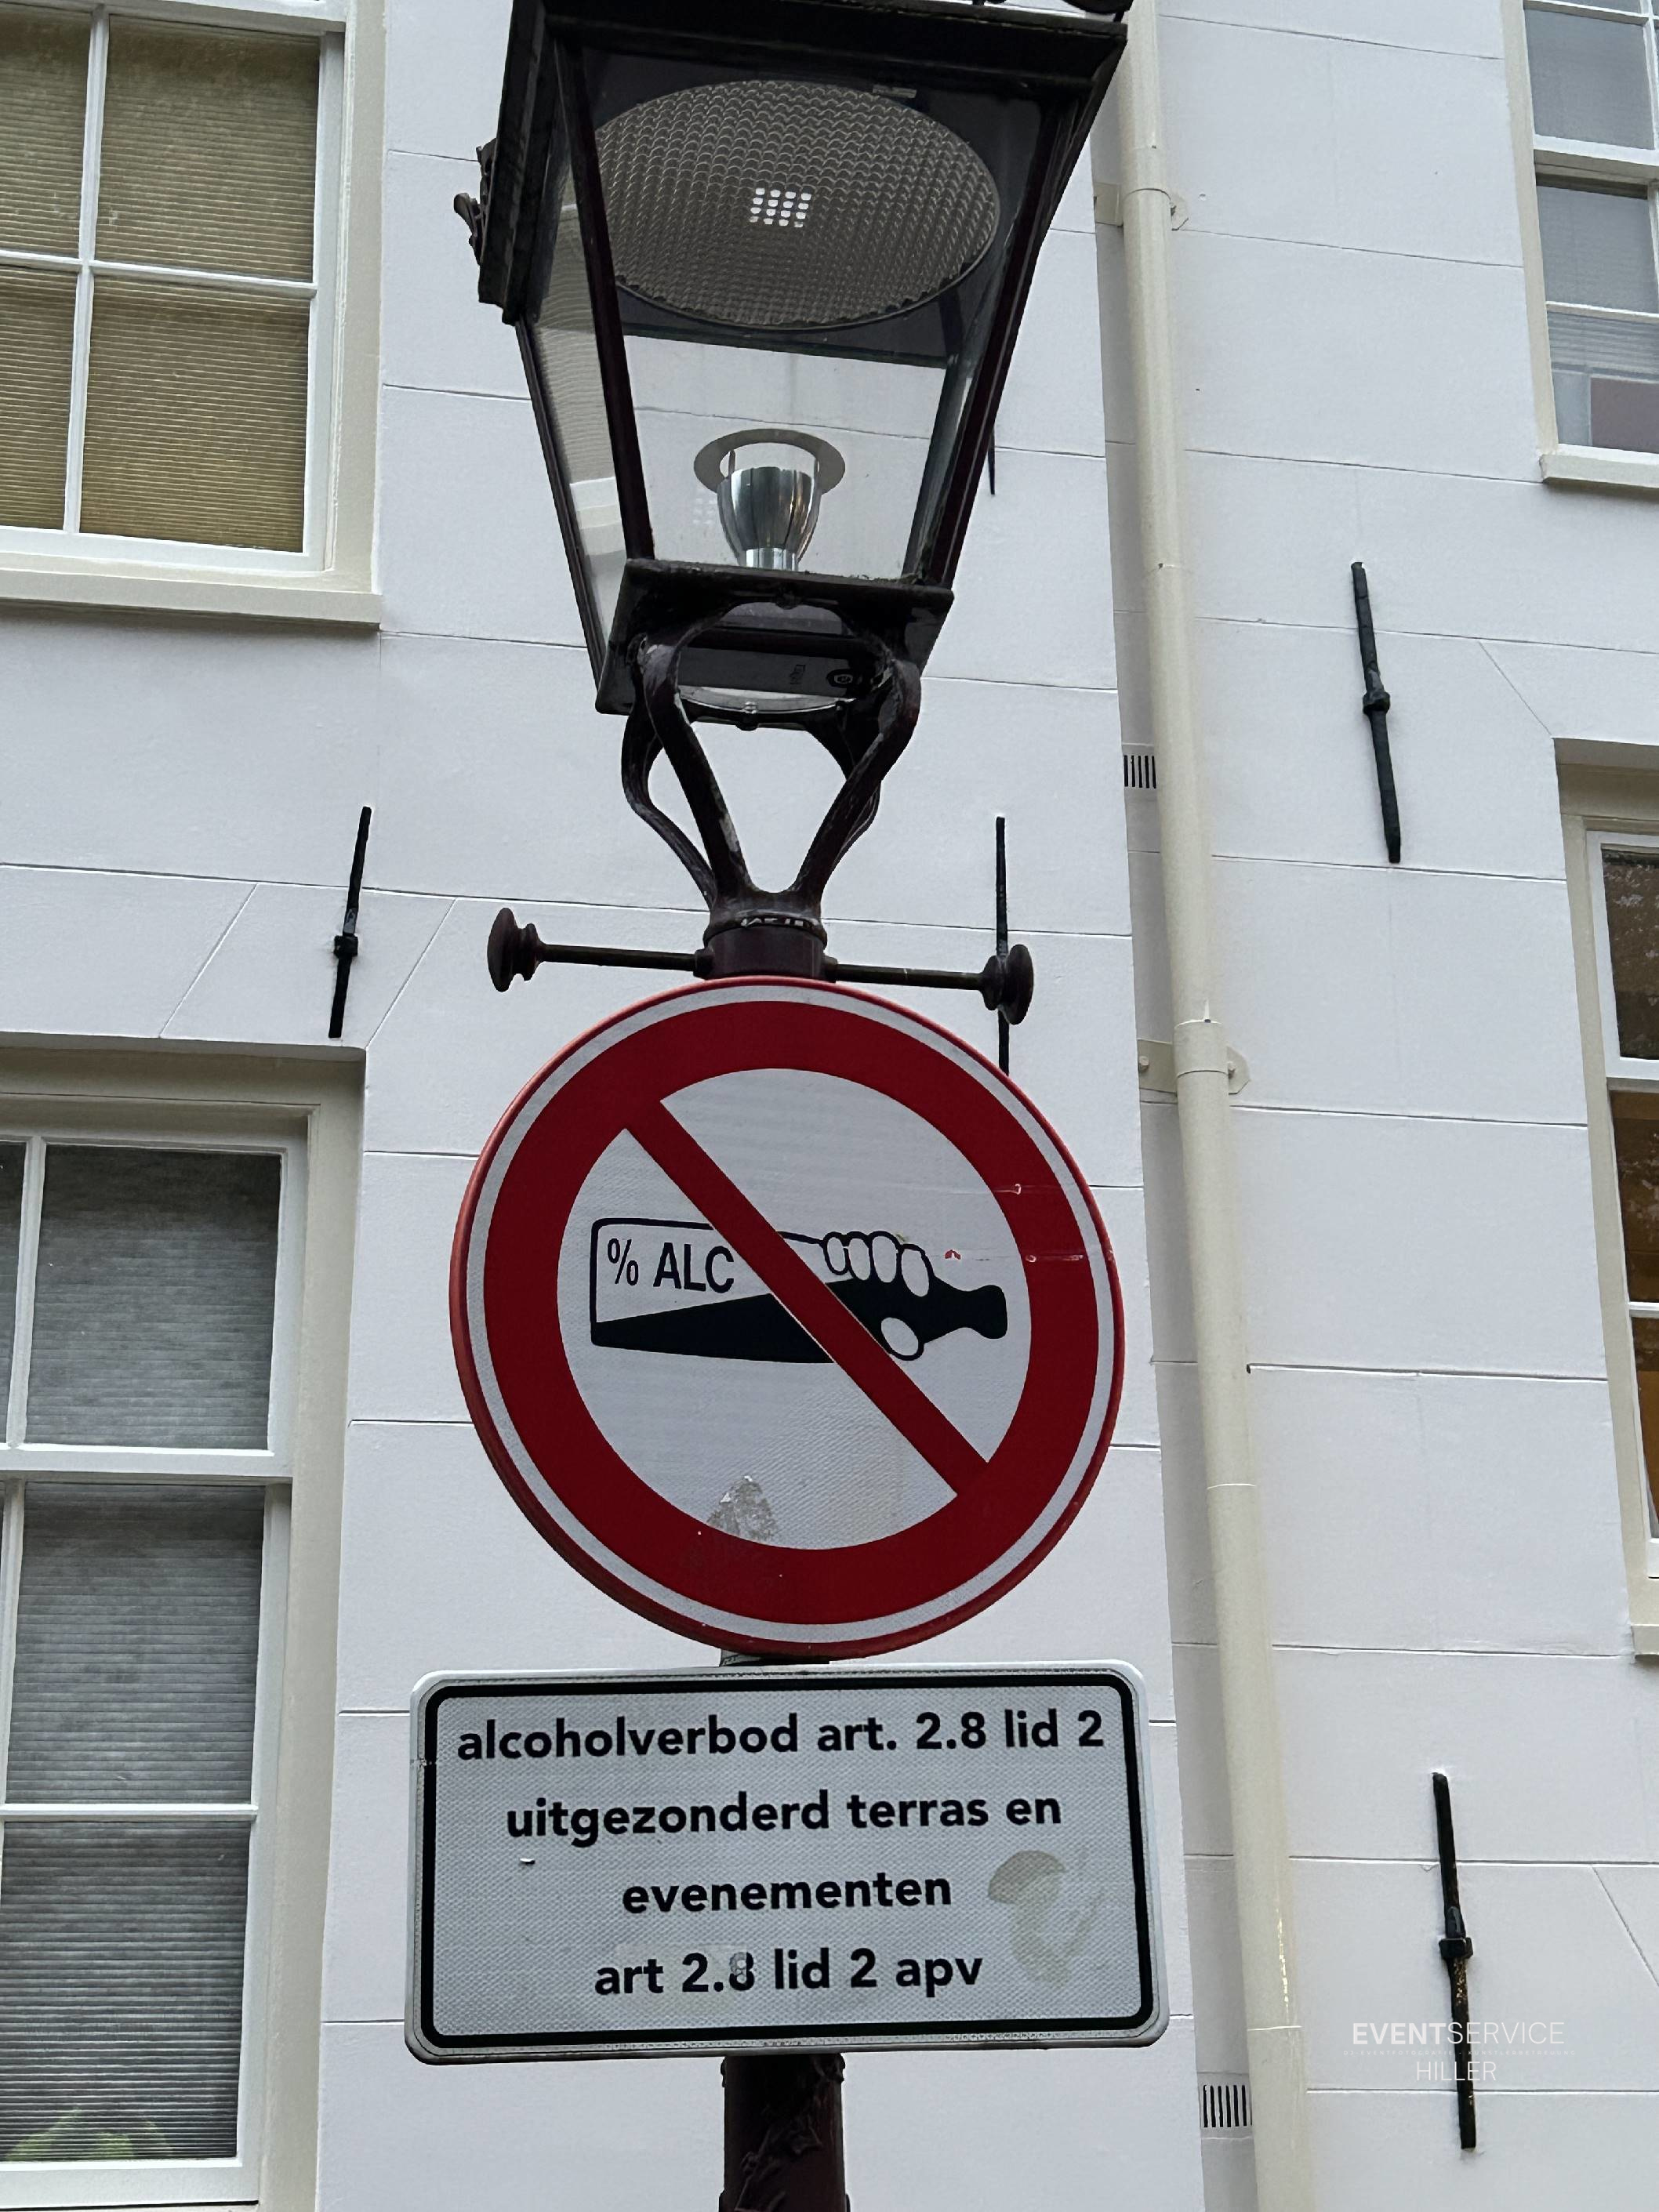 % ALC
alcoholverbod art. 2.8 lid 2
uitgezonderd terras en
evenementen
art 2.8 lid 2 apv
EVENTSERVICE
HILLER